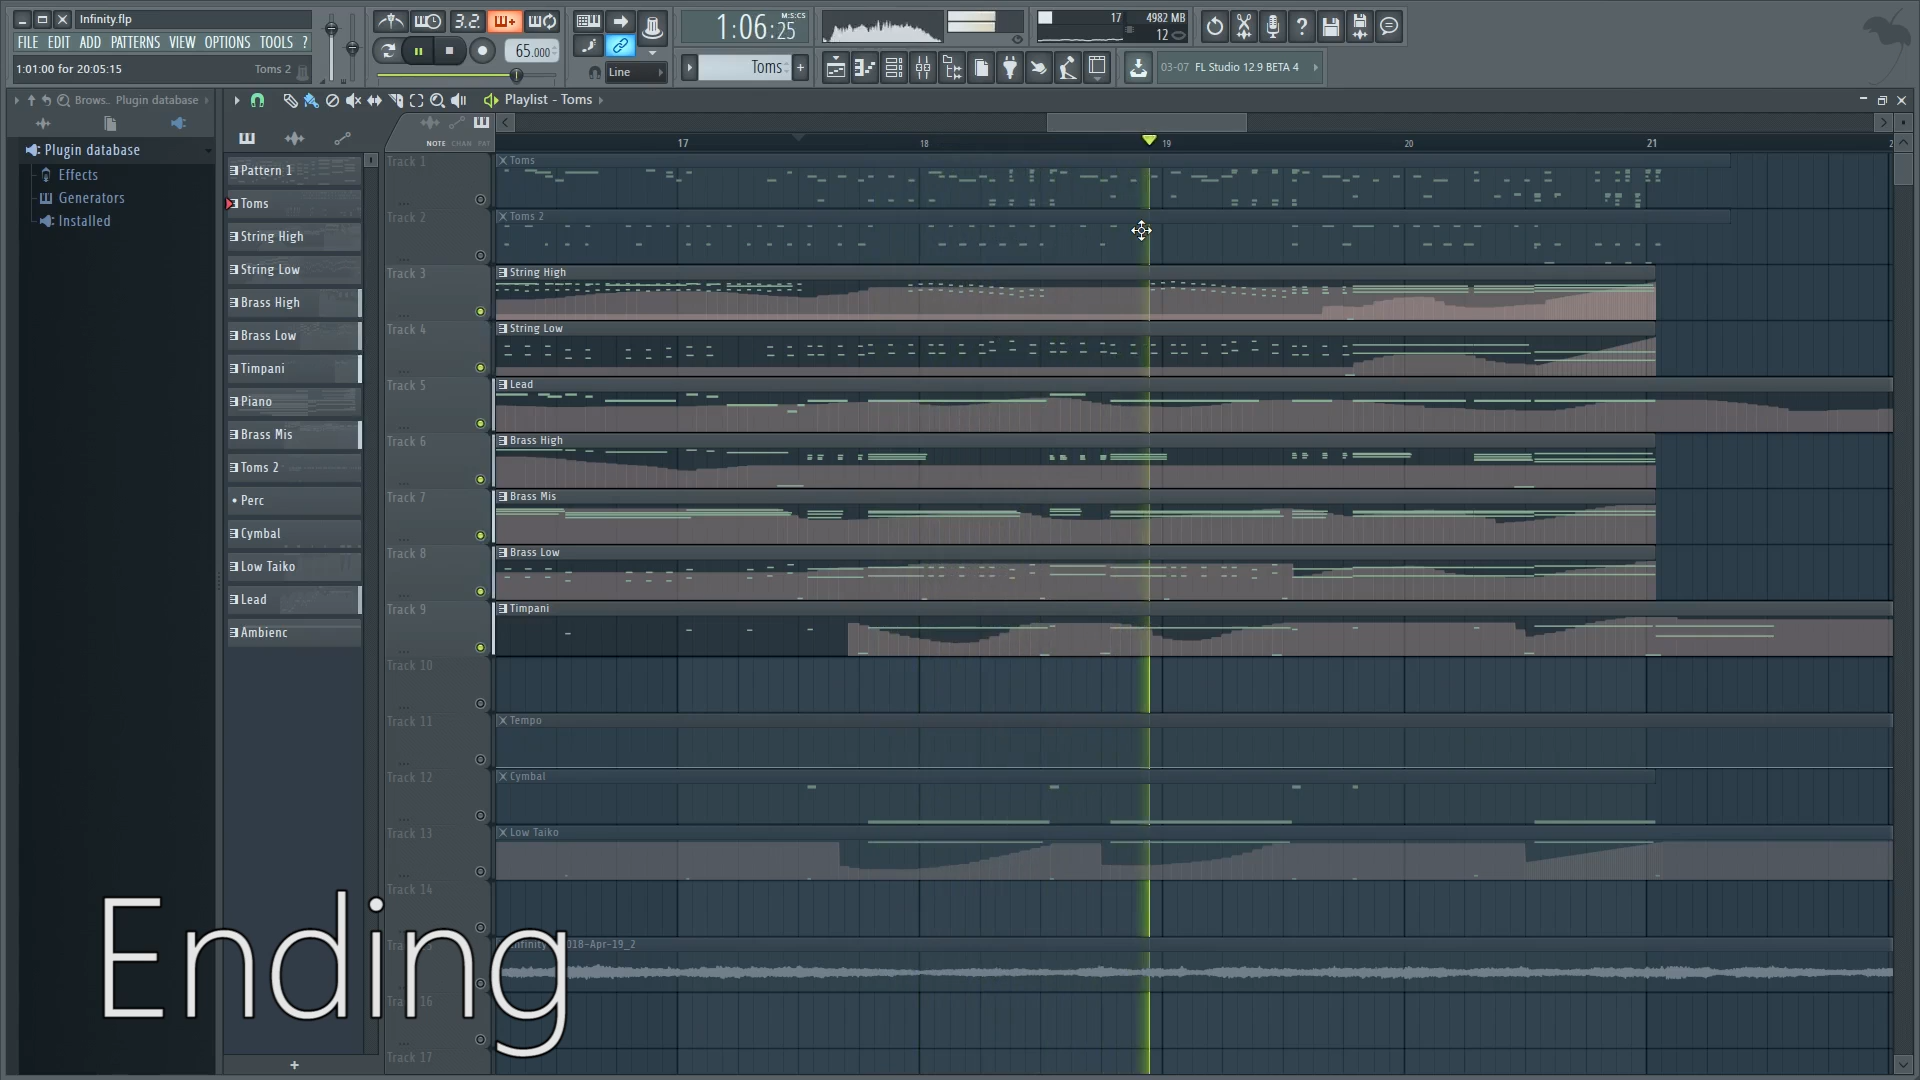 Infinity.flp
FILE EDIT ADD PATTERNS VIEW OPTIONS TOOLS ?
1:01:00 for 20:05:15 Toms 2
3.2.
65.000
Line
1:06:25
M:S:CS
Toms
17
4982 MB
12
03-07 FL Studio 12.9 BETA 4
Brows.. Plugin database
Playlist - Toms
Plugin database
Effects
Generators
Installed
Pattern 1
Toms
String High
String Low
Brass High
Brass Low
Timpani
Piano
Brass Mis
Toms 2
Perc
Cymbal
Low Taiko
Lead
Ambienc
NOTE CHAN PAT
17 18 19 20 21
Track 1 Toms
Track 2 Toms 2
Track 3 String High
Track 4 String Low
Track 5 Lead
Track 6 Brass High
Track 7 Brass Mis
Track 8 Brass Low
Track 9 Timpani
Track 10
Track 11 Tempo
Track 12 Cymbal
Track 13 Low Taiko
Track 14
018-Apr-19_2
16
Track 17
Ending